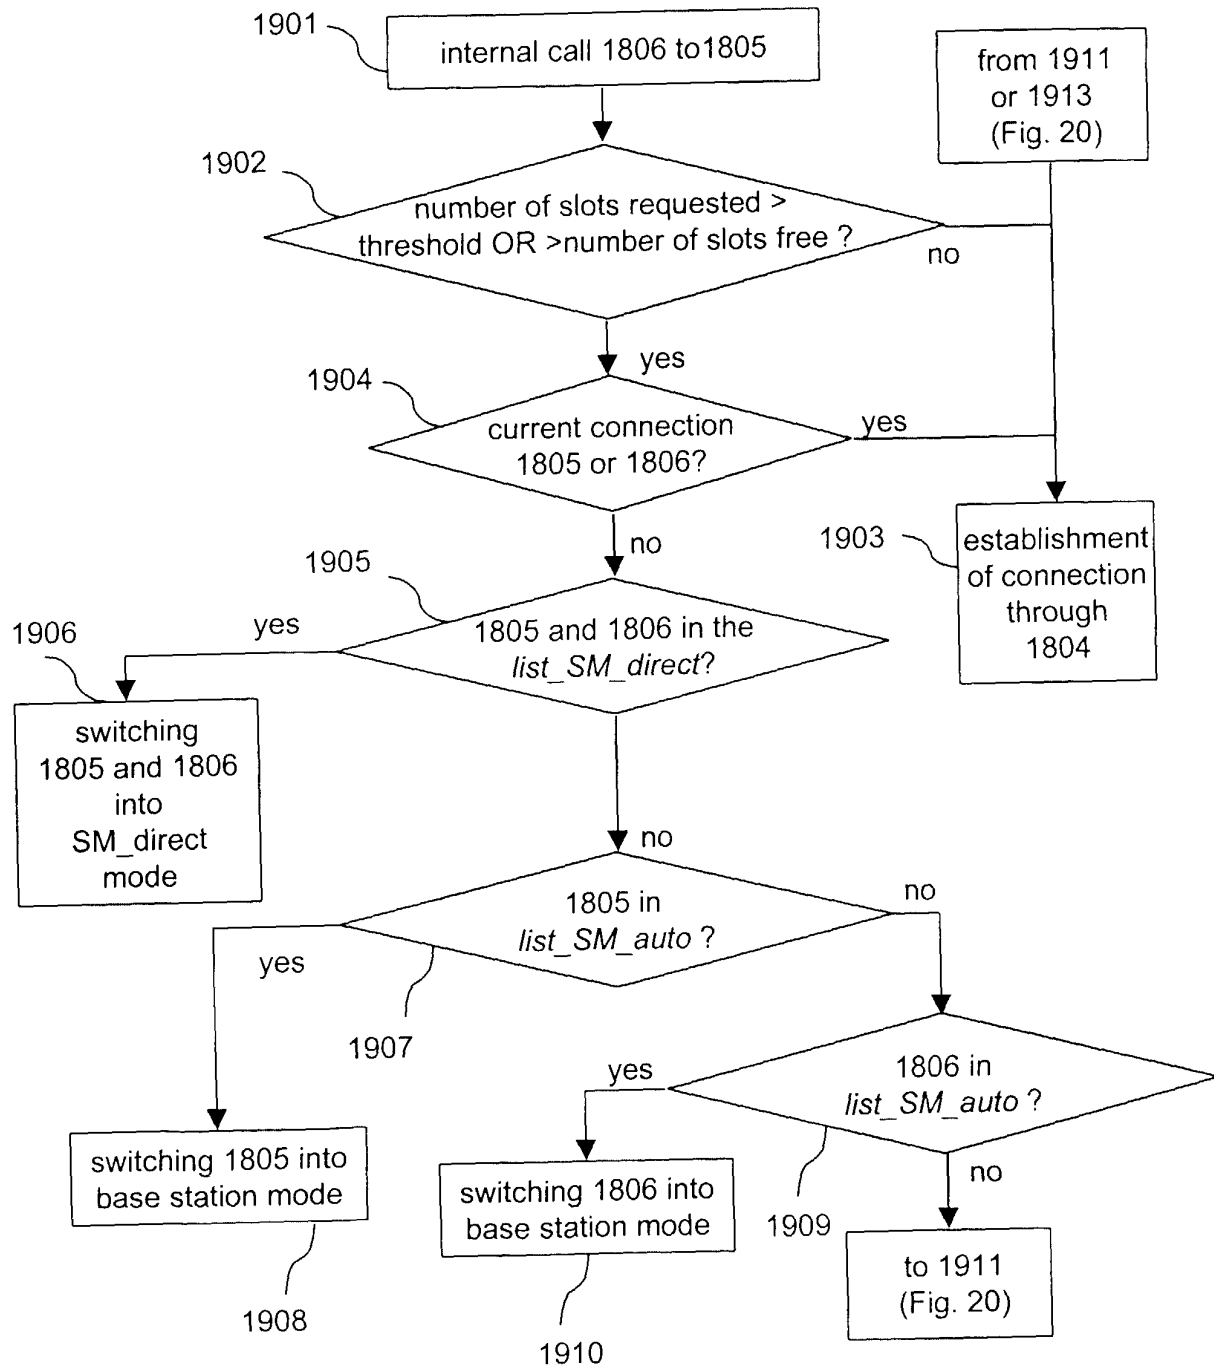 1901
internal call 1806 to1805
from 1911
or 1913
(Fig. 20)
1902
number of slots requested >
threshold OR >number of slots free ?
no
yes
1904
current connection
1805 or 1806?
yes
no
1903
establishment
of connection
through
1804
1905
1805 and 1806 in the
list_SM_direct?
yes
1906
switching
1805 and 1806
into
SM_direct
mode
no
1805 in
list_SM_auto ?
no
yes
1907
1806 in
list_SM_auto ?
yes
no
1909
switching 1805 into
base station mode
1908
switching 1806 into
base station mode
1910
to 1911
(Fig. 20)